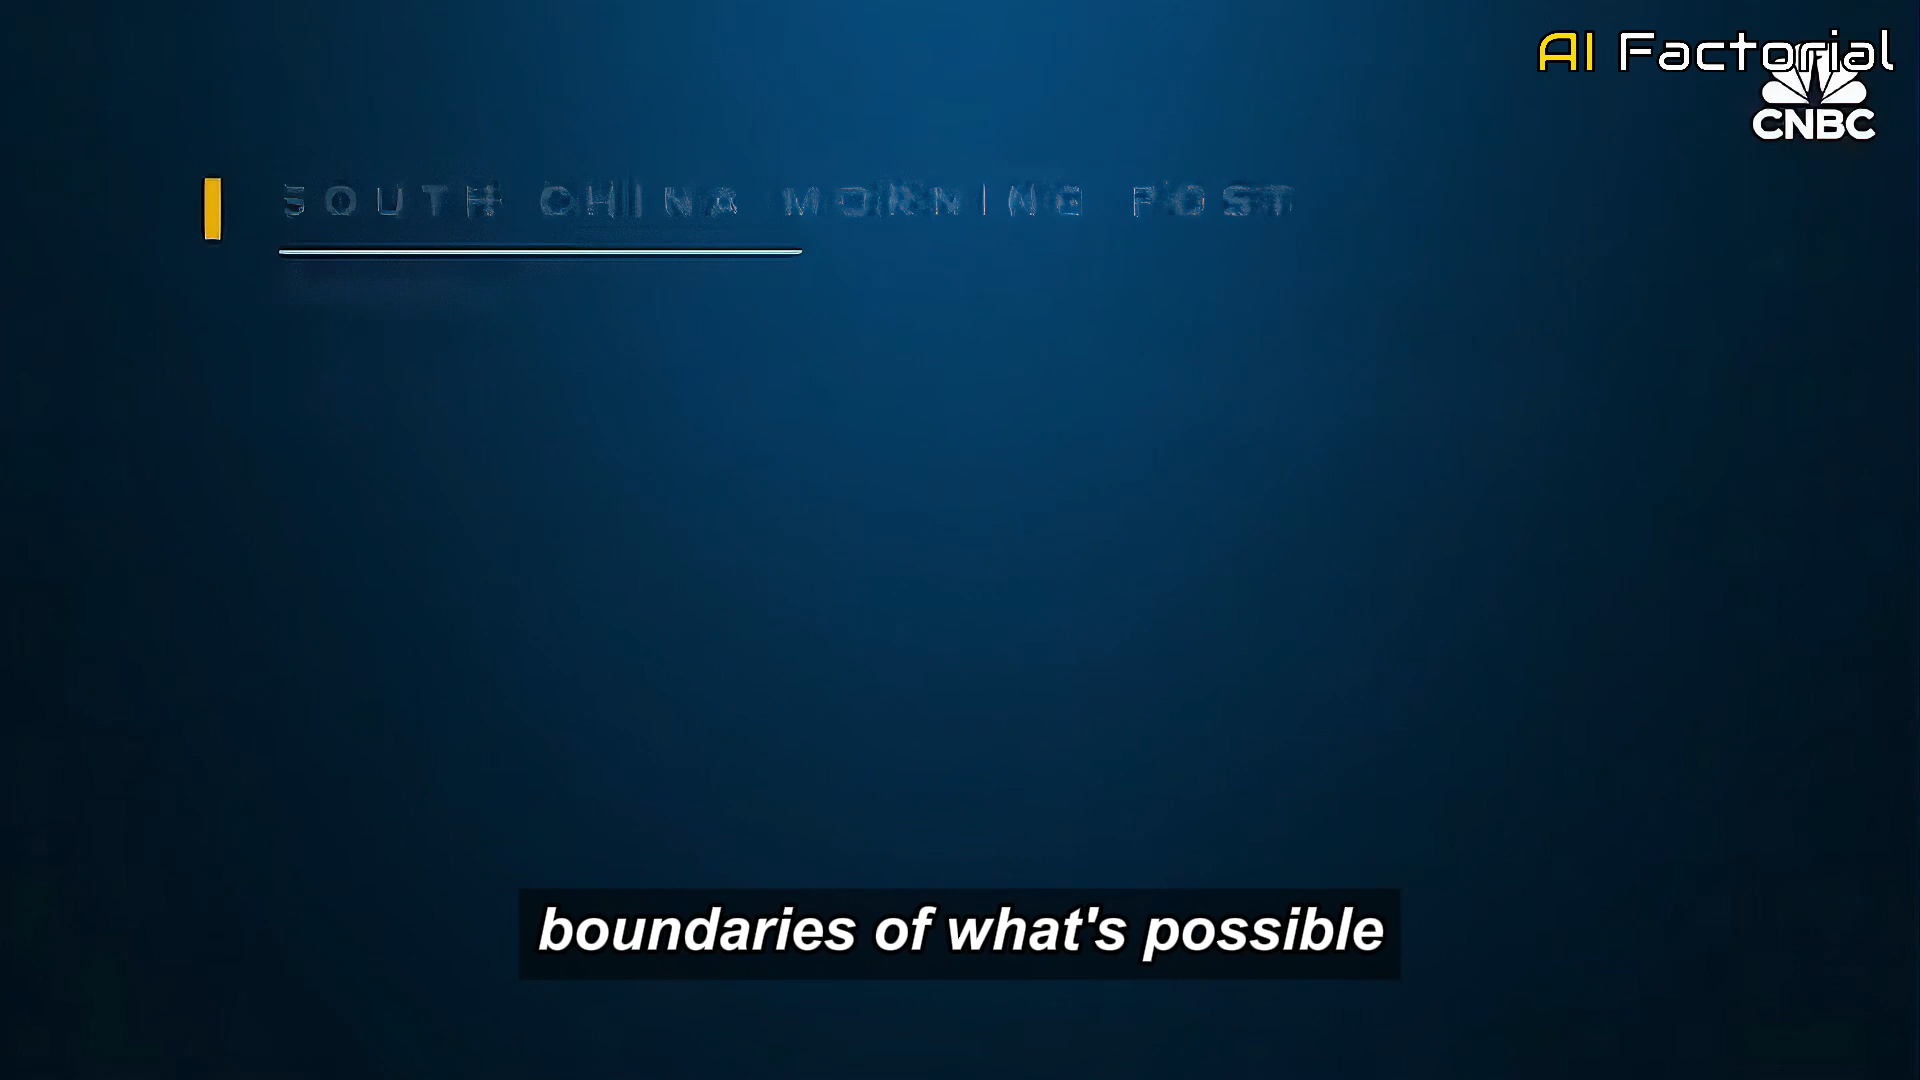 AI Factorial
CNBC
SOUTH CHINA MORNING POST
boundaries of what's possible